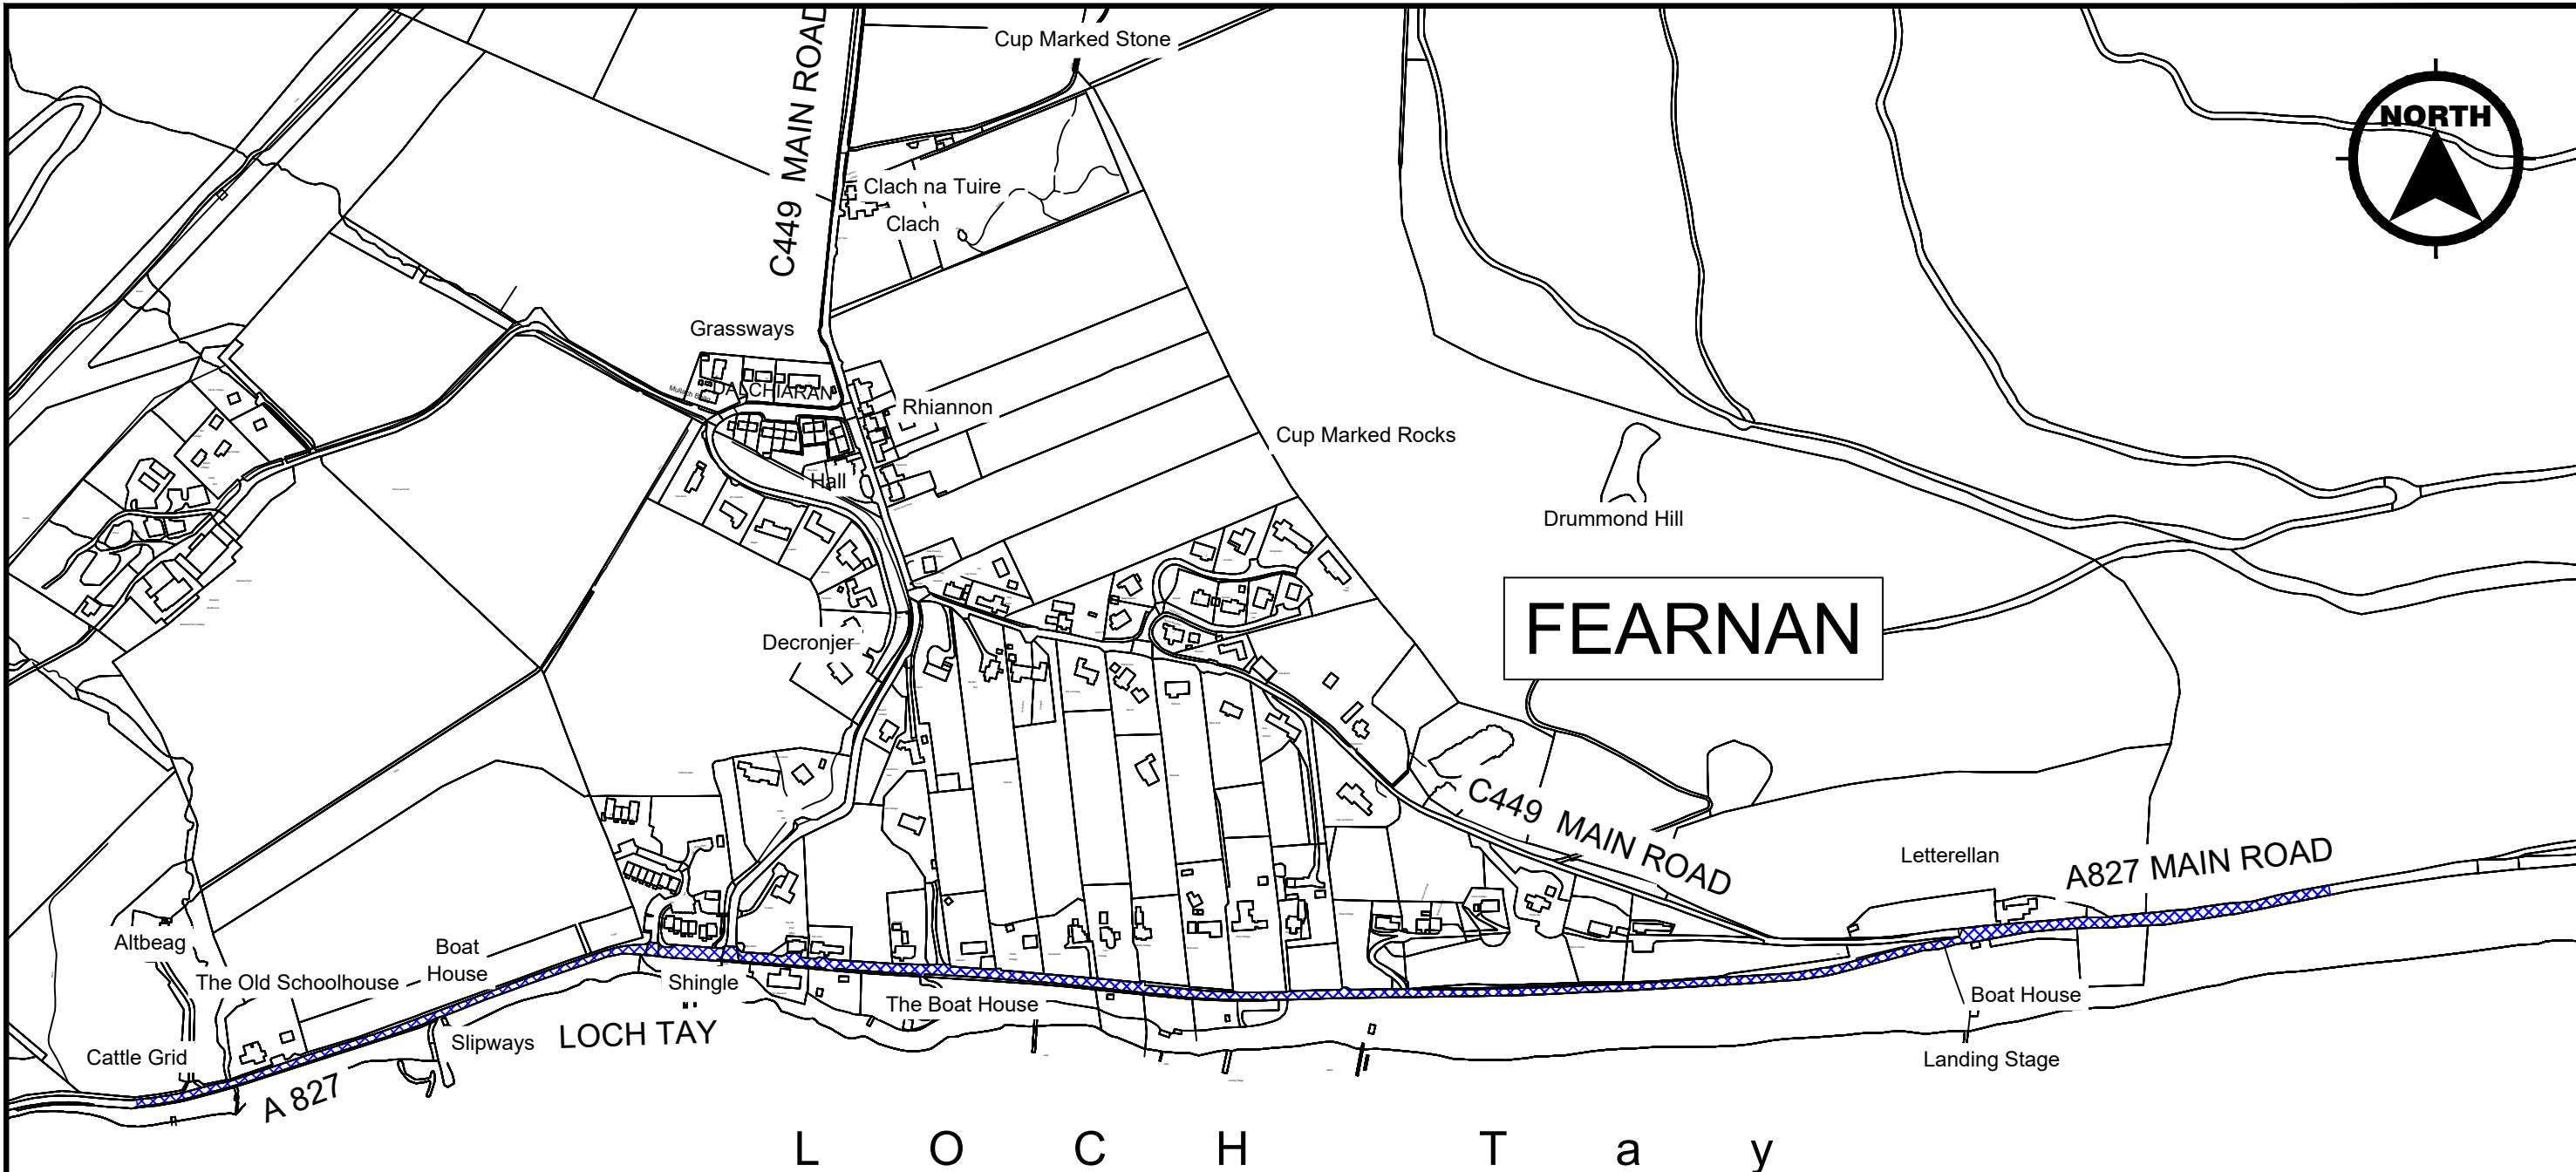 C449 MAIN ROAD
Cup Marked Stone
NORTH
Clach na Tuire
Clach
Grassways
DALCHIARAN
Rhiannon
Cup Marked Rocks
Hall
Drummond Hill
FEARNAN
Decronjer
C449 MAIN ROAD
Letterellan
A827 MAIN ROAD
Altbeag
Boat
House
The Old Schoolhouse
Shingle
The Boat House
Boat House
Slipways
LOCH TAY
Cattle Grid
Landing Stage
A 827
L O C H T a y